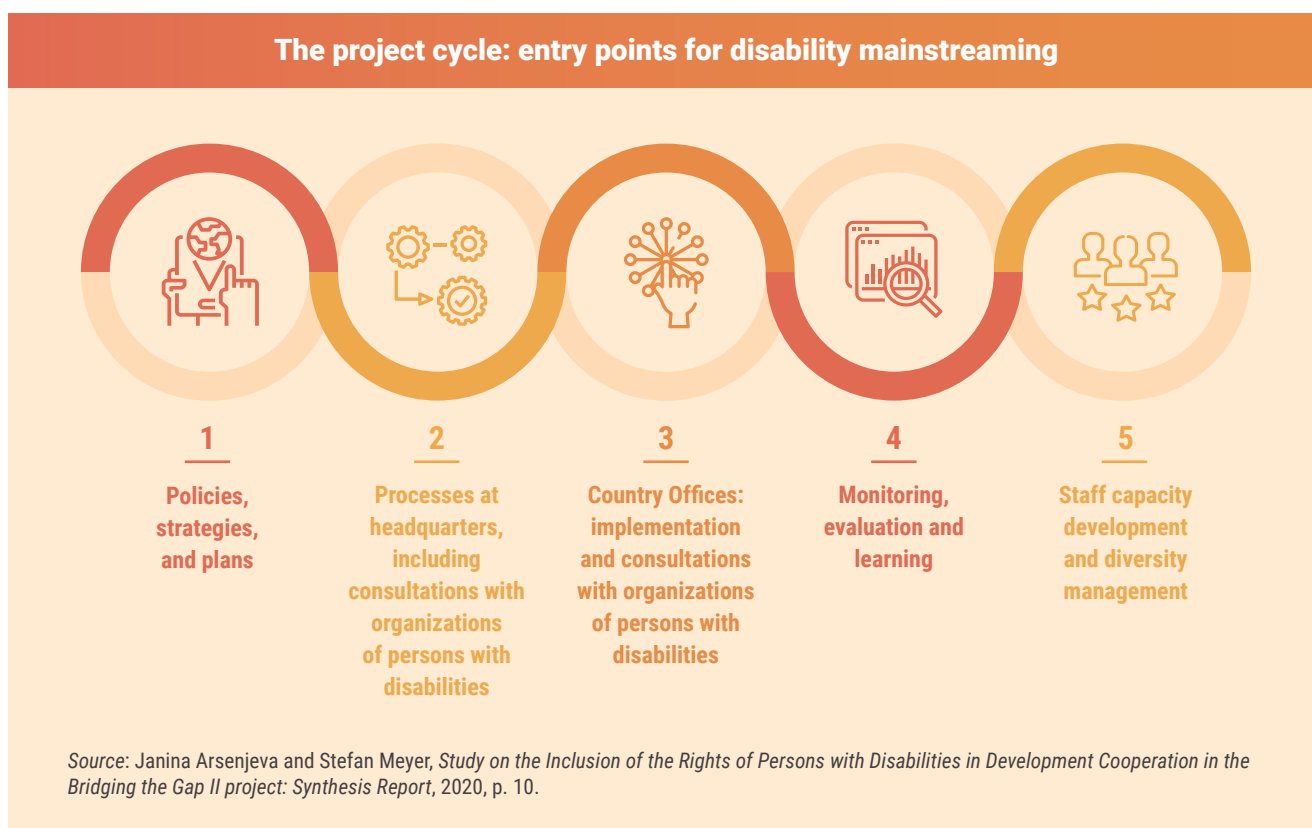 The project cycle: entry points for disability mainstreaming
1
Policies,
strategies,
and plans
2
Processes at
headquarters,
including
consultations with
organizations
of persons with
disabilities
3
Country Offices:
implementation
and consultations
with organizations
of persons with
disabilities
4
Monitoring,
evaluation and
learning
5
Staff capacity
development
and diversity
management
Source: Janina Arsenjeva and Stefan Meyer, Study on the Inclusion of the Rights of Persons with Disabilities in Development Cooperation in the
Bridging the Gap II project: Synthesis Report, 2020, p. 10.